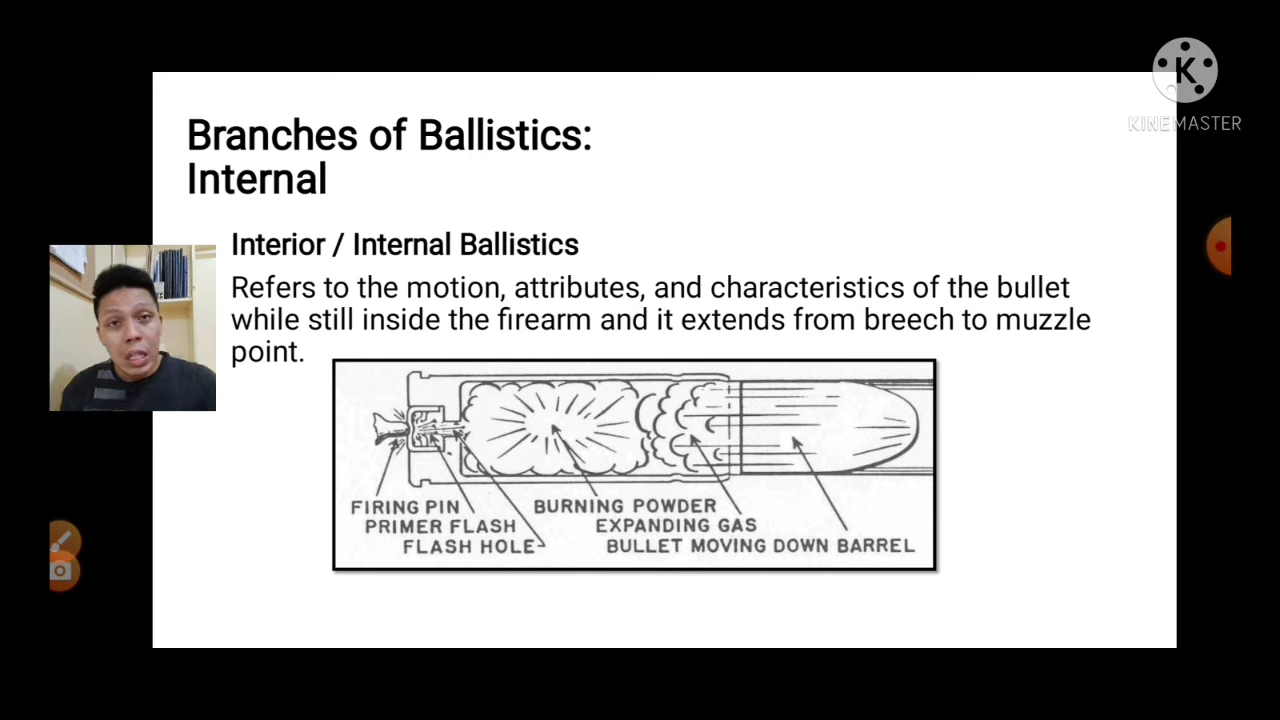 Branches of Ballistics:
Internal
K
KINEMASTER
Interior / Internal Ballistics
Refers to the motion, attributes, and characteristics of the bullet
while still inside the firearm and it extends from breech to muzzle
point.
FIRING PIN
PRIMER FLASH
FLASH HOLE
BURNING POWDER
EXPANDING GAS
BULLET MOVING DOWN BARREL